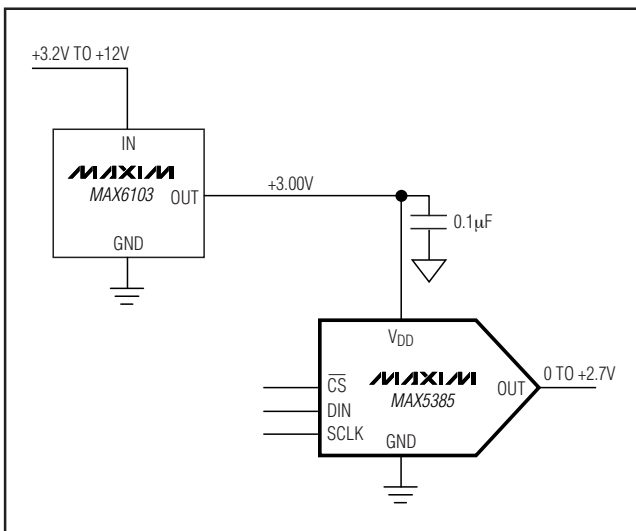 +3.2V TO +12V
IN
MAXIM
MAX6103
OUT
GND
+3.00V
0.1µF
VDD
CS
DIN
SCLK
MAXIM
MAX5385
OUT
GND
0 TO +2.7V